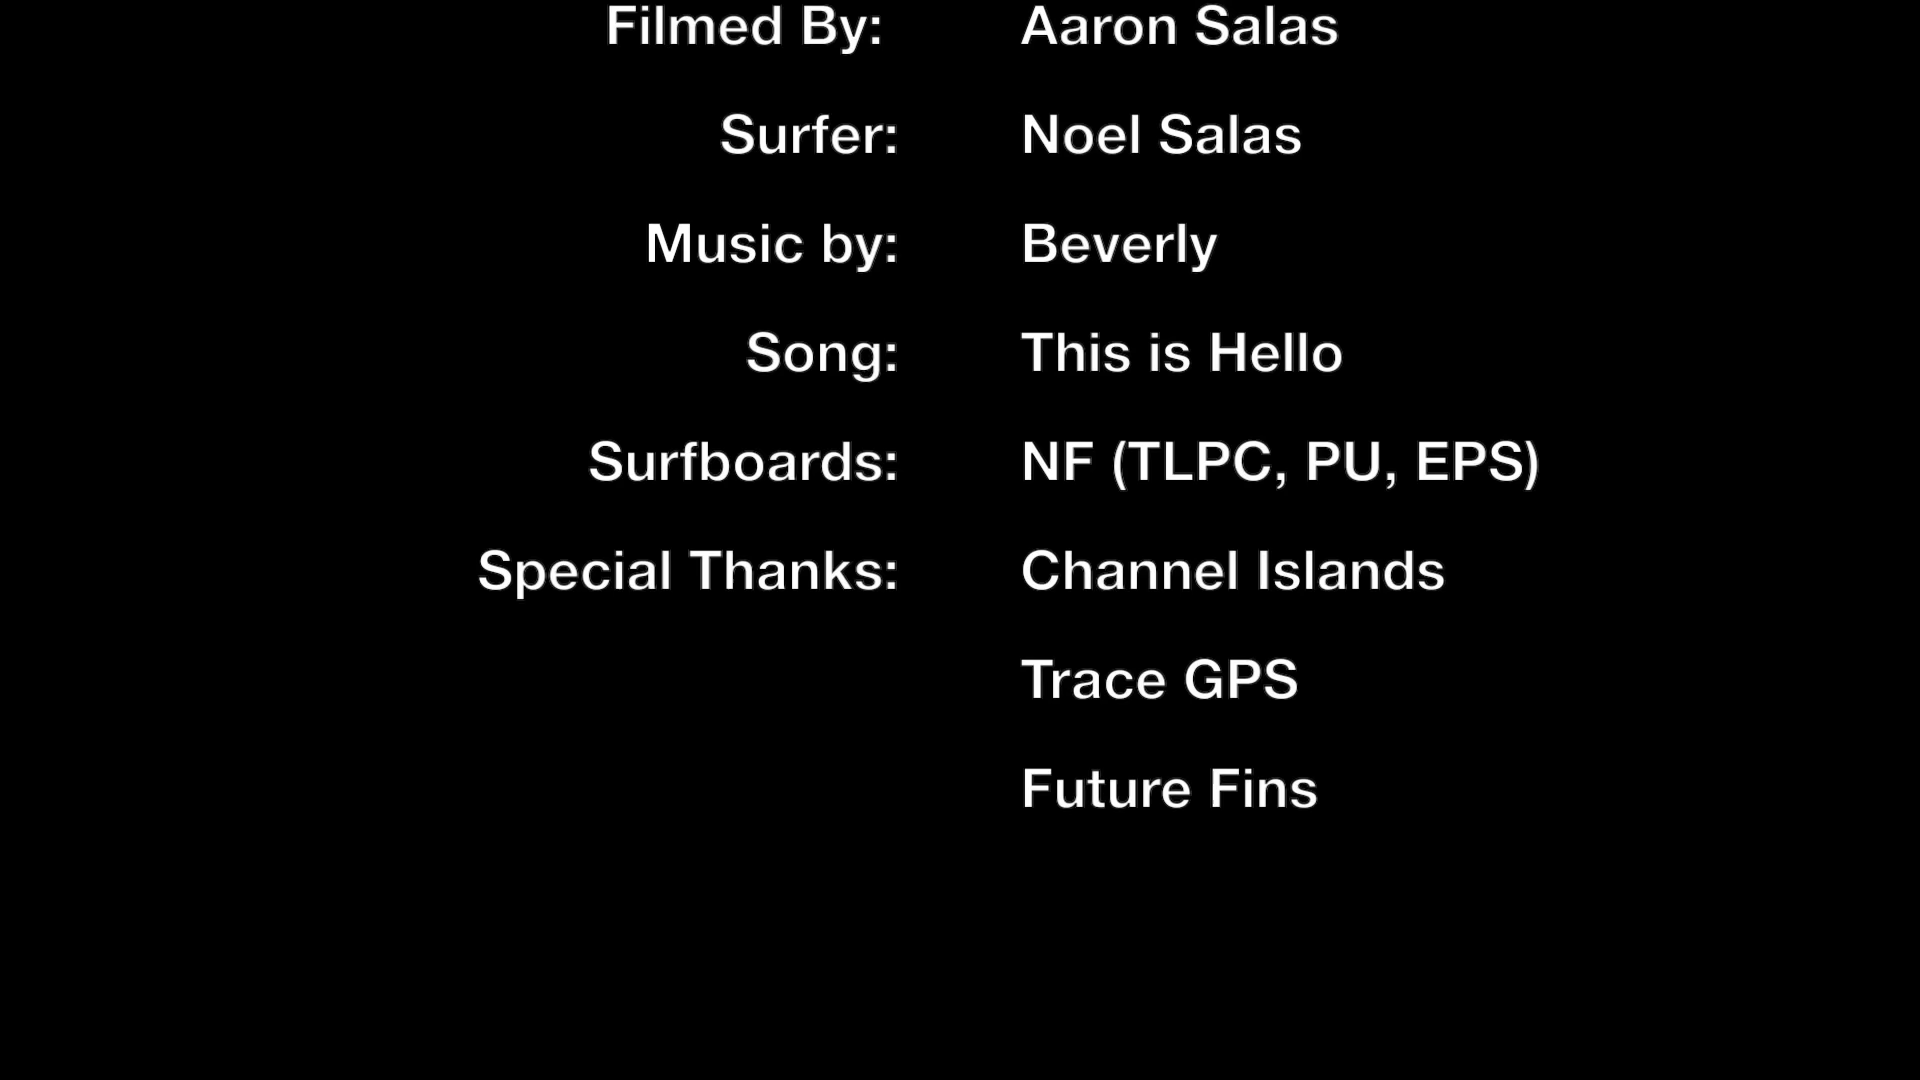 Filmed By: Aaron Salas
Surfer: Noel Salas
Music by: Beverly
Song: This is Hello
Surfboards: NF (TLPC, PU, EPS)
Special Thanks: Channel Islands
Trace GPS
Future Fins